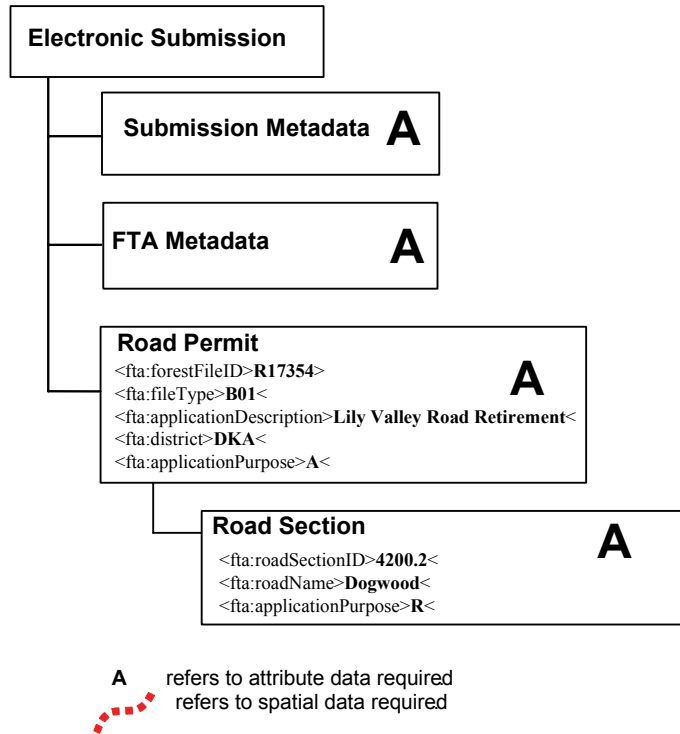 Electronic Submission
Submission Metadata A
FTA Metadata A
Road Permit A
<fta:forestFileID>R17354>
<fta:fileType>B01<
<fta:applicationDescription>Lily Valley Road Retirement<
<fta:district>DKA<
<fta:applicationPurpose>A<
Road Section A
<fta:roadSectionID>4200.2<
<fta:roadName>Dogwood<
<fta:applicationPurpose>R<
A refers to attribute data required
refers to spatial data required